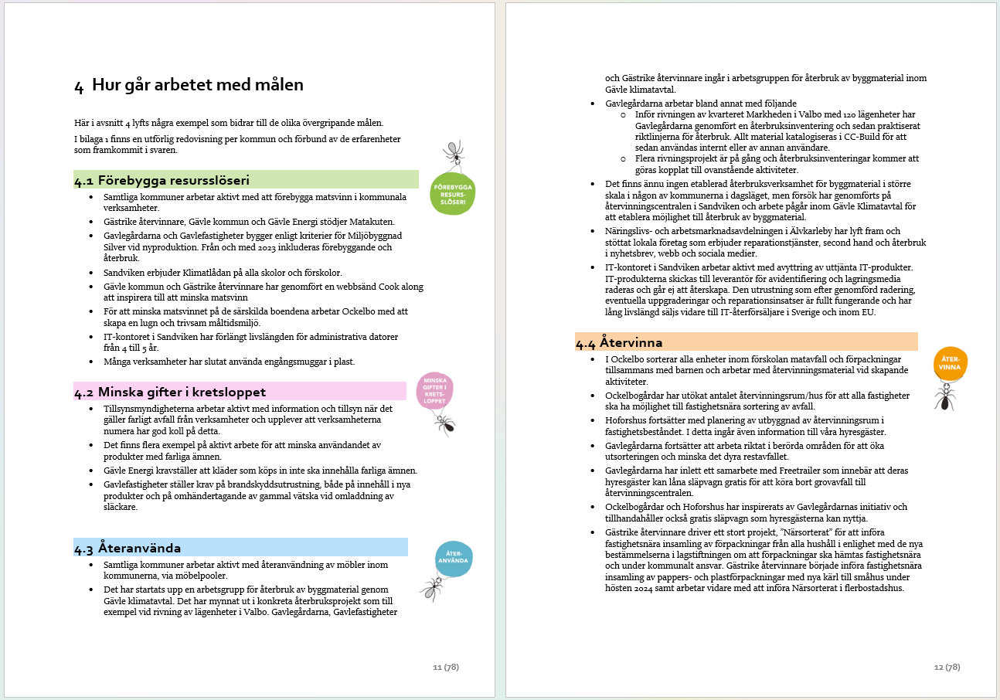 4 Hur går arbetet med målen
Här i avsnitt 4 lyfts några exempel som bidrar till de olika övergripande målen.
I bilaga 1 finns en utförlig redovisning per kommun och förbund av de erfarenheter
som framkommit i svaren.
4.1 Förebygga resursslöseri
FÖREBYGGA
RESURS-
SLÖSERI
• Samtliga kommuner arbetar aktivt med att förebygga matsvinn i kommunala
verksamheter.
• Gästrike återvinnare, Gävle kommun och Gävle Energi stödjer Matakuten.
• Gavlegårdarna och Gavlefastigheter bygger enligt kriterier för Miljöbyggnad
Silver vid nyproduktion. Från och med 2023 inkluderas förebyggande och
återbruk.
• Sandviken erbjuder Klimatlådan på alla skolor och förskolor.
• Gävle kommun och Gästrike återvinnare har genomfört en webbsänd Cook along
att inspirera till att minska matsvinn
• För att minska matsvinnet på de särskilda boendena arbetar Ockelbo med att
skapa en lugn och trivsam måltidsmiljö.
• IT-kontoret i Sandviken har förlängt livslängden för administrativa datorer
från 4 till 5 år.
• Många verksamheter har slutat använda engångsmuggar i plast.
4.2 Minska gifter i kretsloppet
MINSKA
GIFTER I
KRETS-
LOPPET
• Tillsynsmyndigheterna arbetar aktivt med information och tillsyn när det
gäller farligt avfall från verksamheter och upplever att verksamheterna
numera har god koll på detta.
• Det finns flera exempel på aktivt arbete för att minska användandet av
produkter med farliga ämnen.
• Gävle Energi kravställer att kläder som köps in inte ska innehålla farliga ämnen.
• Gavlefastigheter ställer krav på brandskyddsutrustning, både på innehåll i nya
produkter och på omhändertagande av gammal vätska vid omladdning av
släckare.
4.3 Återanvända
ÅTER-
ANVÄNDA
• Samtliga kommuner arbetar aktivt med återanvändning av möbler inom
kommunerna, via möbelpooler.
• Det har startats upp en arbetsgrupp för återbruk av byggmaterial genom
Gävle klimatavtal. Det har mynnat ut i konkreta återbruksprojekt som till
exempel vid rivning av lägenheter i Valbo. Gavlegårdarna, Gavlefastigheter
11 (78)
och Gästrike återvinnare ingår i arbetsgruppen för återbruk av byggmaterial inom
Gävle klimatavtal.
• Gavlegårdarna arbetar bland annat med följande
o Inför rivningen av kvarteret Markheden i Valbo med 120 lägenheter har
Gavlegårdarna genomfört en återbruksinventering och sedan praktiserat
riktlinjerna för återbruk. Allt material katalogiseras i CC-Build för att
sedan användas internt eller av annan användare.
o Flera rivningsprojekt är på gång och återbruksinventeringar kommer att
göras kopplat till ovanstående aktiviteter.
• Det finns ännu ingen etablerad återbruksverksamhet för byggmaterial i större
skala i någon av kommunerna i dagsläget, men försök har genomförts på
återvinningscentralen i Sandviken och arbete pågår inom Gävle Klimatavtal för
att etablera möjlighet till återbruk av byggmaterial.
• Näringslivs- och arbetsmarknadsavdelningen i Älvkarleby har lyft fram och
stöttat lokala företag som erbjuder reparationstjänster, second hand och återbruk
i nyhetsbrev, webb och sociala medier.
• IT-kontoret i Sandviken arbetar aktivt med avyttring av uttjänta IT-produkter.
IT-produkterna skickas till leverantör för avidentifiering och lagringsmedia
raderas och går ej att återskapa. Den utrustning som efter genomförd radering,
eventuella uppgraderingar och reparationsinsatser är fullt fungerande och har
lång livslängd säljs vidare till IT-återförsäljare i Sverige och inom EU.
4.4 Återvinna
ÅTER-
VINNA
• I Ockelbo sorterar alla enheter inom förskolan matavfall och förpackningar
tillsammans med barnen och arbetar med återvinningsmaterial vid skapande
aktiviteter.
• Ockelbogårdar har utökat antalet återvinningsrum/hus för att alla fastigheter
ska ha möjlighet till fastighetsnära sortering av avfall.
• Hoforshus fortsätter med planering av utbyggnad av återvinningsrum i
fastighetsbeståndet. I detta ingår även information till våra hyresgäster.
• Gavlegårdarna fortsätter att arbeta riktat i berörda områden för att öka
utsorteringen och minska det dyra restavfallet.
• Gavlegårdarna har inlett ett samarbete med Freetrailer som innebär att deras
hyresgäster kan låna släpvagn gratis för att köra bort grovavfall till
återvinningscentralen.
• Ockelbogårdar och Hoforshus har inspirerats av Gavlegårdarnas initiativ och
tillhandahåller också gratis släpvagn som hyresgästerna kan nyttja.
• Gästrike återvinnare driver ett stort projekt, ”Närsorterat” för att införa
fastighetsnära insamling av förpackningar från alla hushåll i enlighet med de nya
bestämmelserna i lagstiftningen om att förpackningar ska hämtas fastighetsnära
och under kommunalt ansvar. Gästrike återvinnare började införa fastighetsnära
insamling av pappers- och plastförpackningar med nya kärl till småhus under
hösten 2024 samt arbetar vidare med att införa Närsorterat i flerbostadshus.
12 (78)